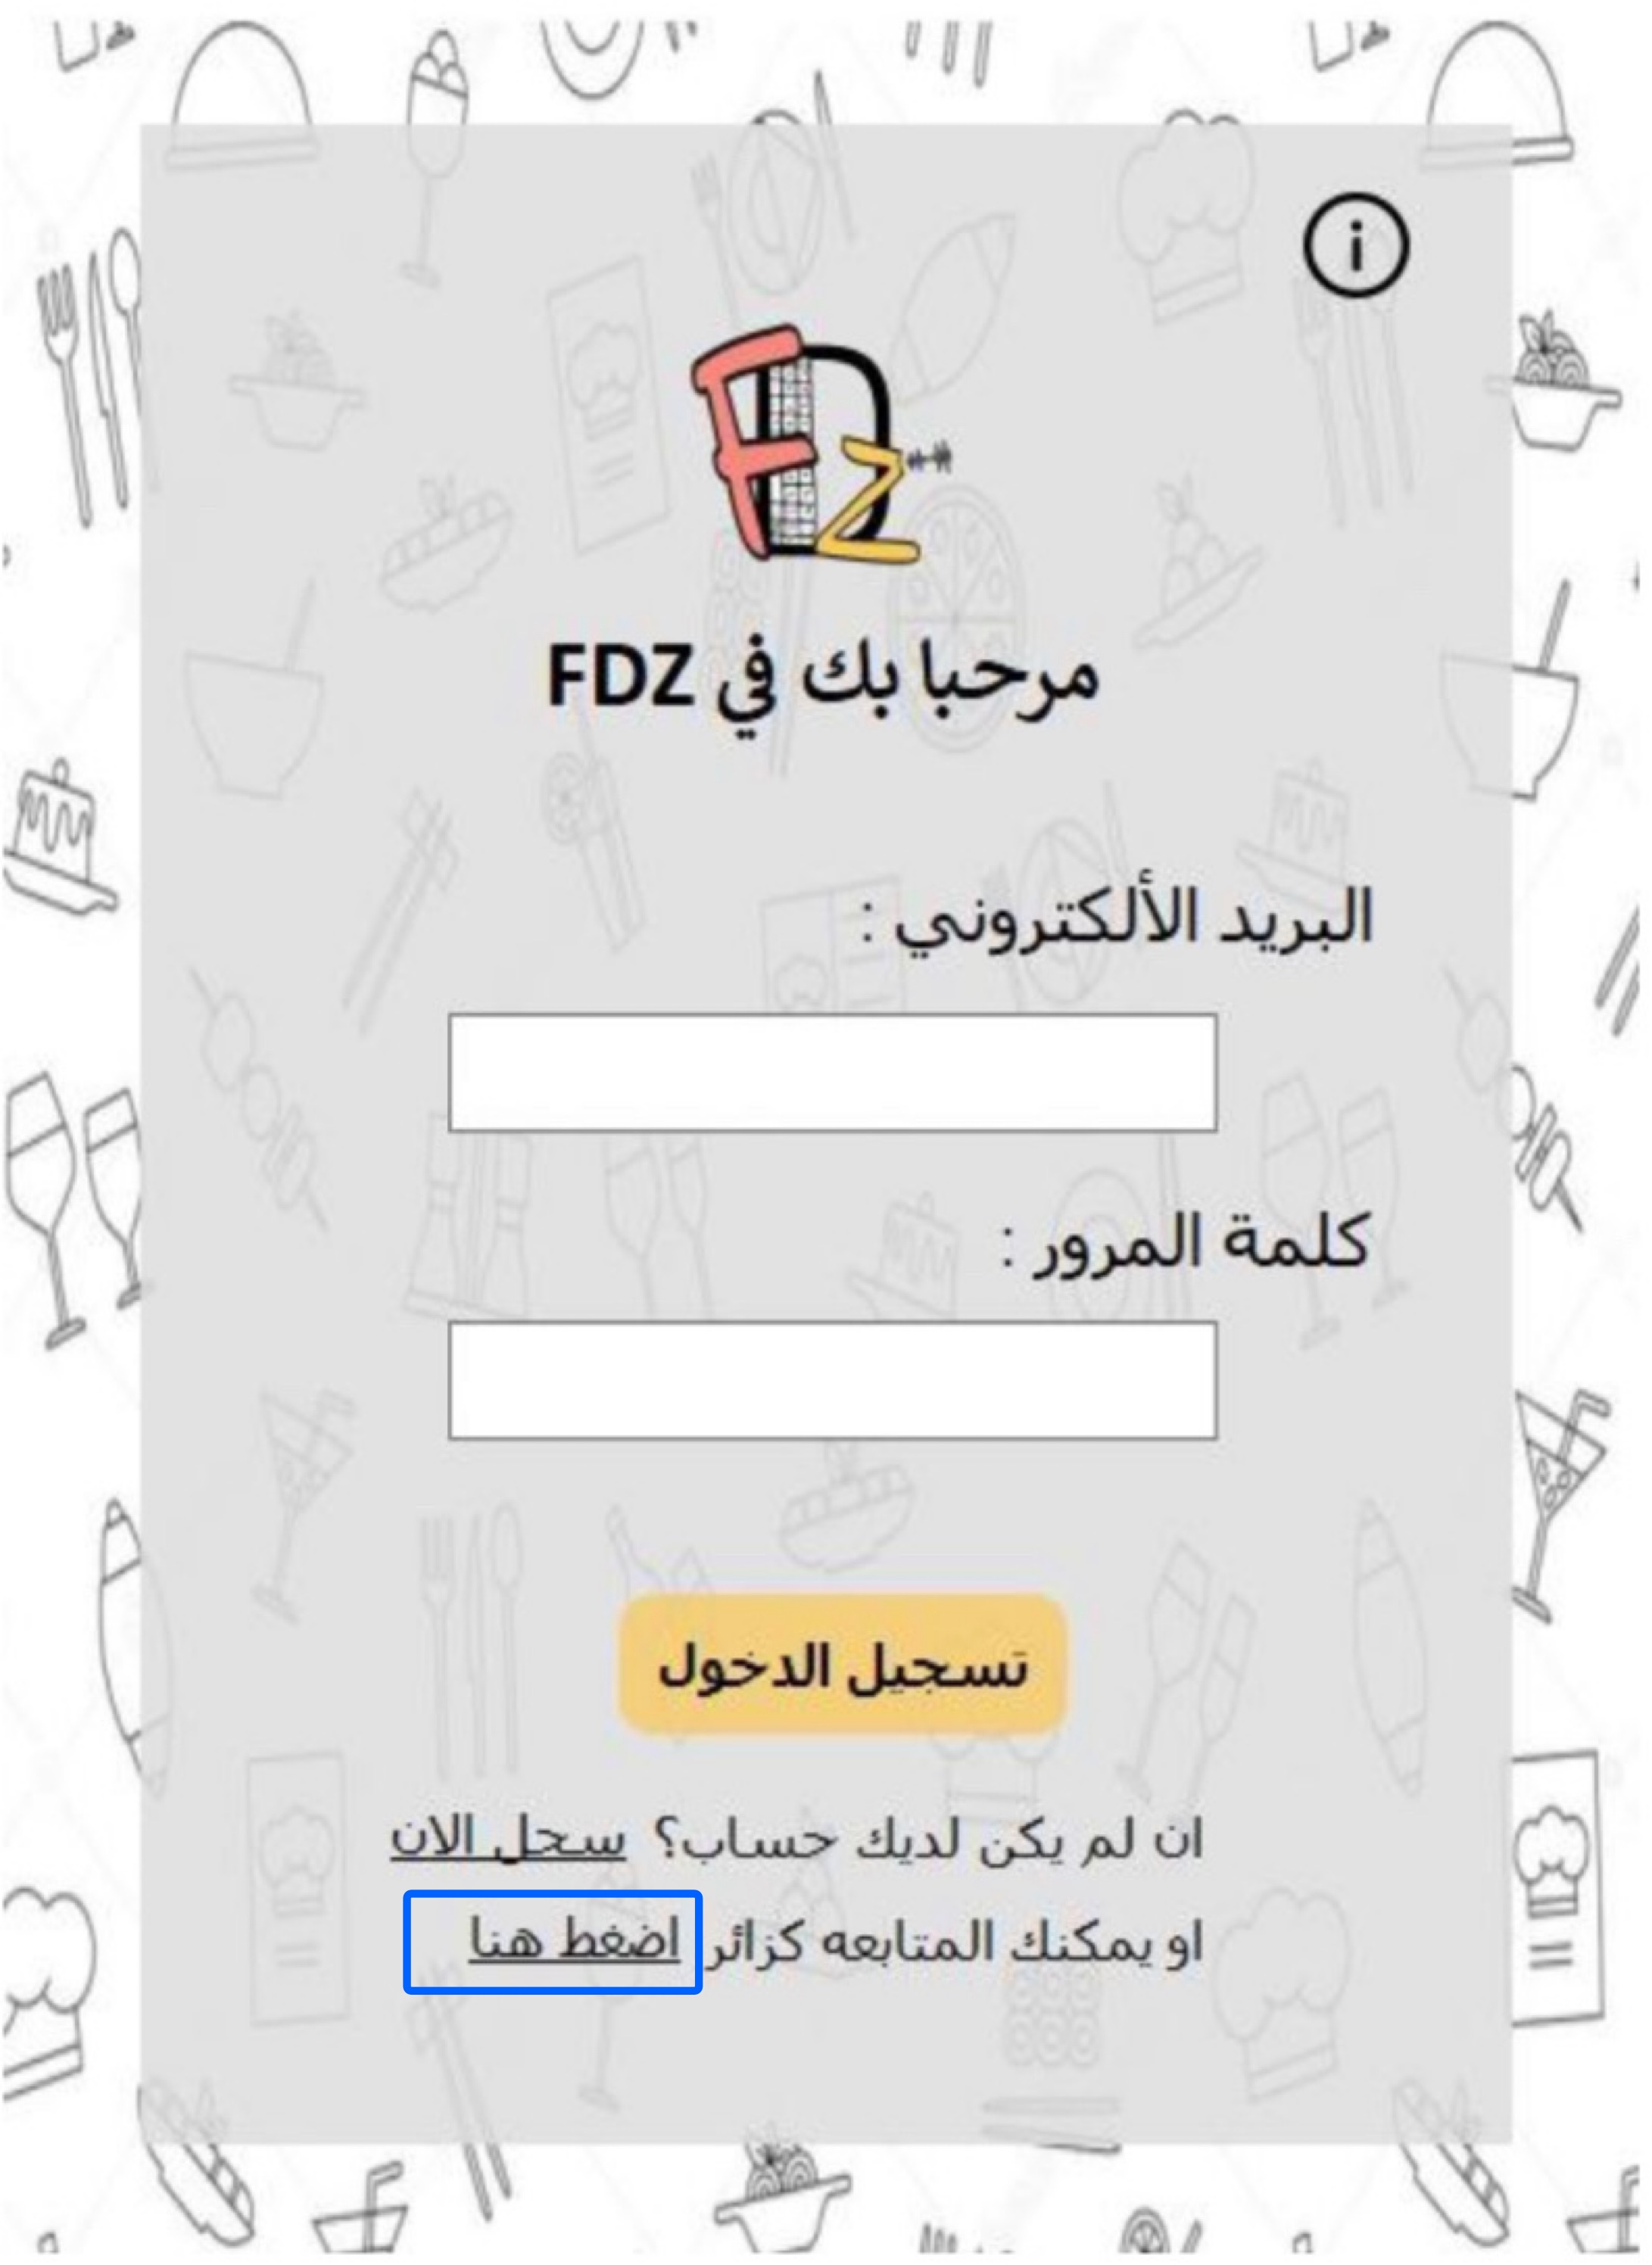 i
FDZ
مرحبا بك في FDZ
البريد الألكتروني :
كلمة المرور :
تسجيل الدخول
ان لم يكن لديك حساب؟ سجل الان
او يمكنك المتابعه كزائر اضغط هنا